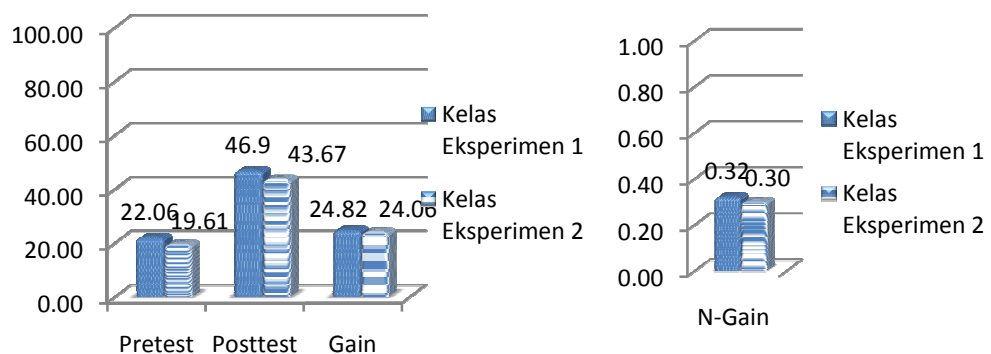 100.00
80.00
60.00
40.00
20.00
0.00
22.06
19.61
46.9
43.67
24.82
24.06
Pretest
Posttest
Gain
Kelas
Eksperimen 1
Kelas
Eksperimen 2
1.00
0.80
0.60
0.40
0.20
0.00
0.32
0.30
N-Gain
Kelas
Eksperimen 1
Kelas
Eksperimen 2